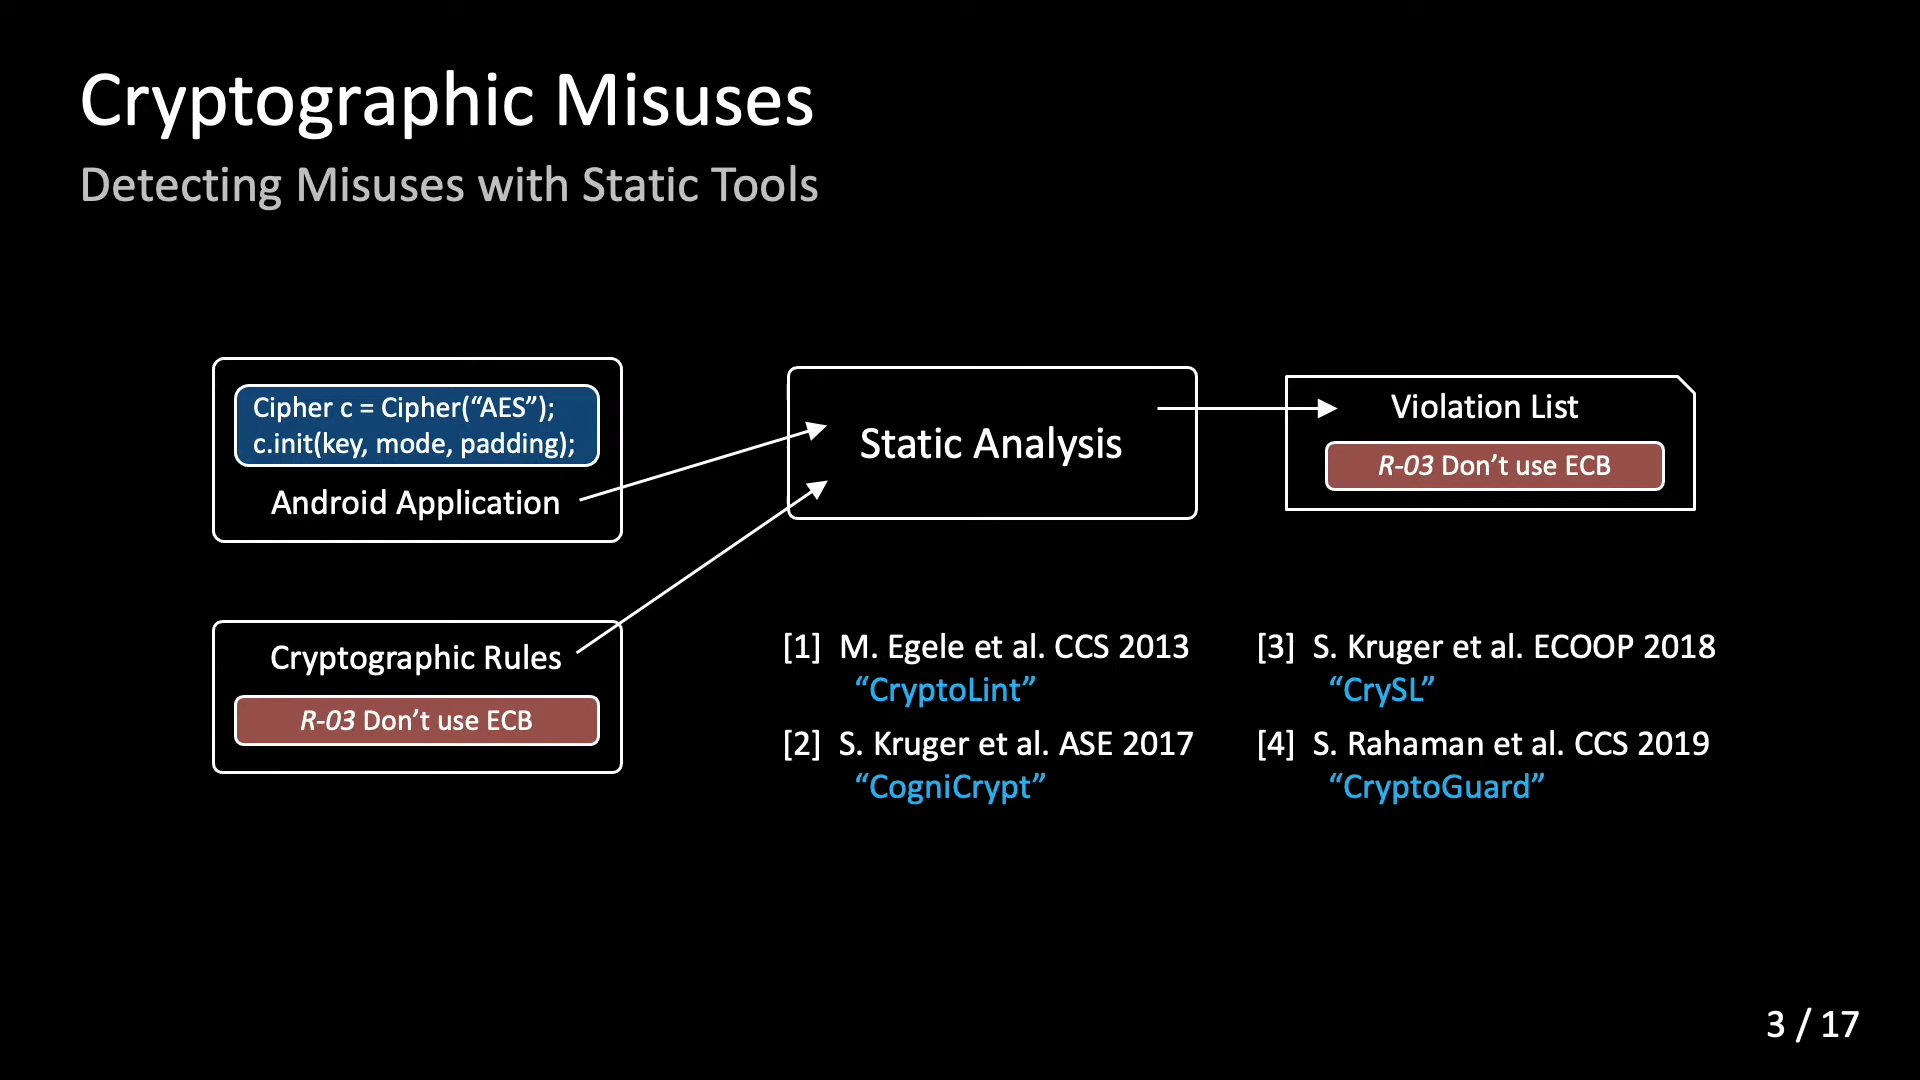 Cryptographic Misuses
Detecting Misuses with Static Tools
Cipher c = Cipher(“AES”);
c.init(key, mode, padding);
Android Application
Static Analysis
Violation List
R-03 Don’t use ECB
Cryptographic Rules
R-03 Don’t use ECB
[1] M. Egele et al. CCS 2013
“CryptoLint”
[2] S. Kruger et al. ASE 2017
“CogniCrypt”
[3] S. Kruger et al. ECOOP 2018
“CrySL”
[4] S. Rahaman et al. CCS 2019
“CryptoGuard”
3 / 17